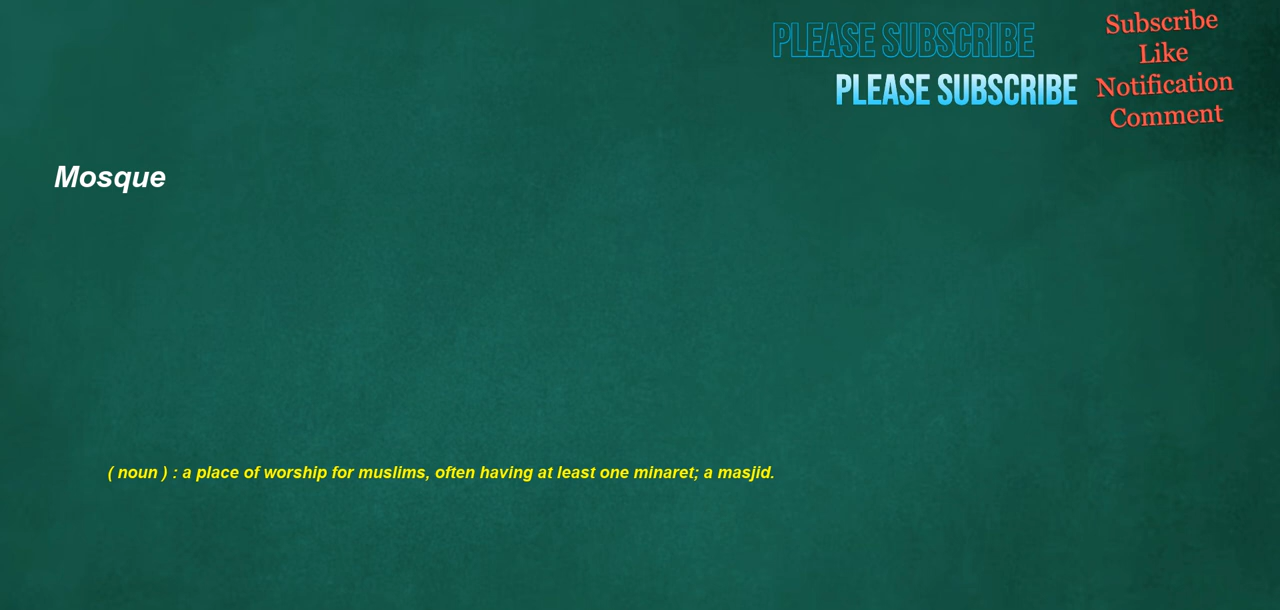 PLEASE SUBSCRIBE
PLEASE SUBSCRIBE
Subscribe
Like
Notification
Comment
Mosque
( noun ) : a place of worship for muslims, often having at least one minaret; a masjid.